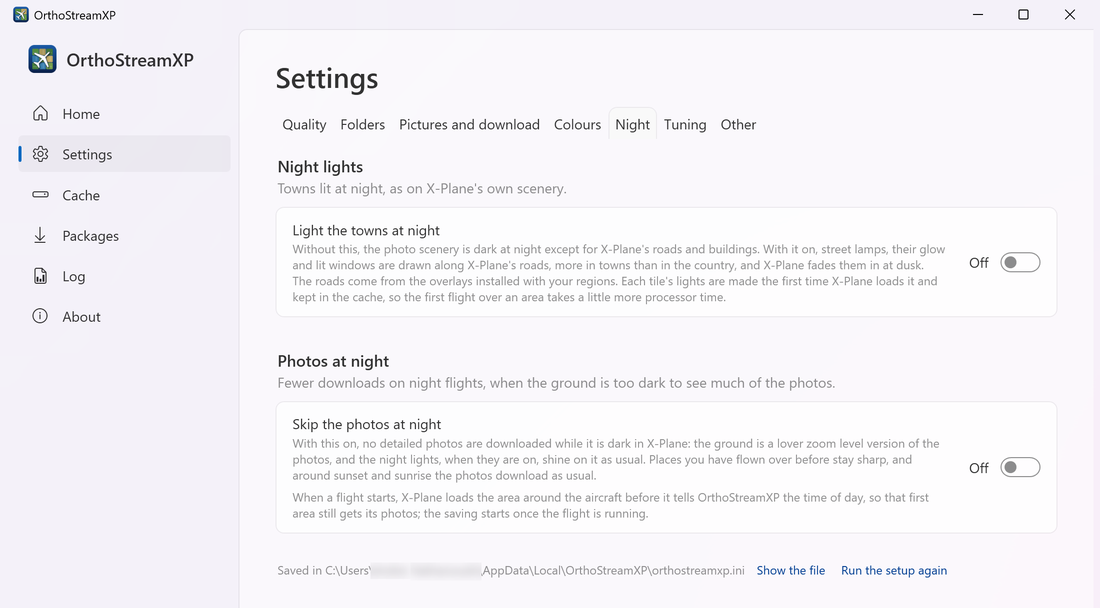 OrthoStreamXP
OrthoStreamXP
Home
Settings
Cache
Packages
Log
About
Settings
Quality Folders Pictures and download Colours Night Tuning Other
Night lights
Towns lit at night, as on X-Plane's own scenery.
Light the towns at night
Without this, the photo scenery is dark at night except for X-Plane's roads and buildings. With it on, street lamps, their glow
and lit windows are drawn along X-Plane's roads, more in towns than in the country, and X-Plane fades them in at dusk.
The roads come from the overlays installed with your regions. Each tile's lights are made the first time X-Plane loads it and
kept in the cache, so the first flight over an area takes a little more processor time.
Off
Photos at night
Fewer downloads on night flights, when the ground is too dark to see much of the photos.
Skip the photos at night
With this on, no detailed photos are downloaded while it is dark in X-Plane: the ground is a lover zoom level version of the
photos, and the night lights, when they are on, shine on it as usual. Places you have flown over before stay sharp, and
around sunset and sunrise the photos download as usual.
When a flight starts, X-Plane loads the area around the aircraft before it tells OrthoStreamXP the time of day, so that first
area still gets its photos; the saving starts once the flight is running.
Off
Saved in C:\Users\ AppData\Local\OrthoStreamXP\orthostreamxp.ini Show the file Run the setup again